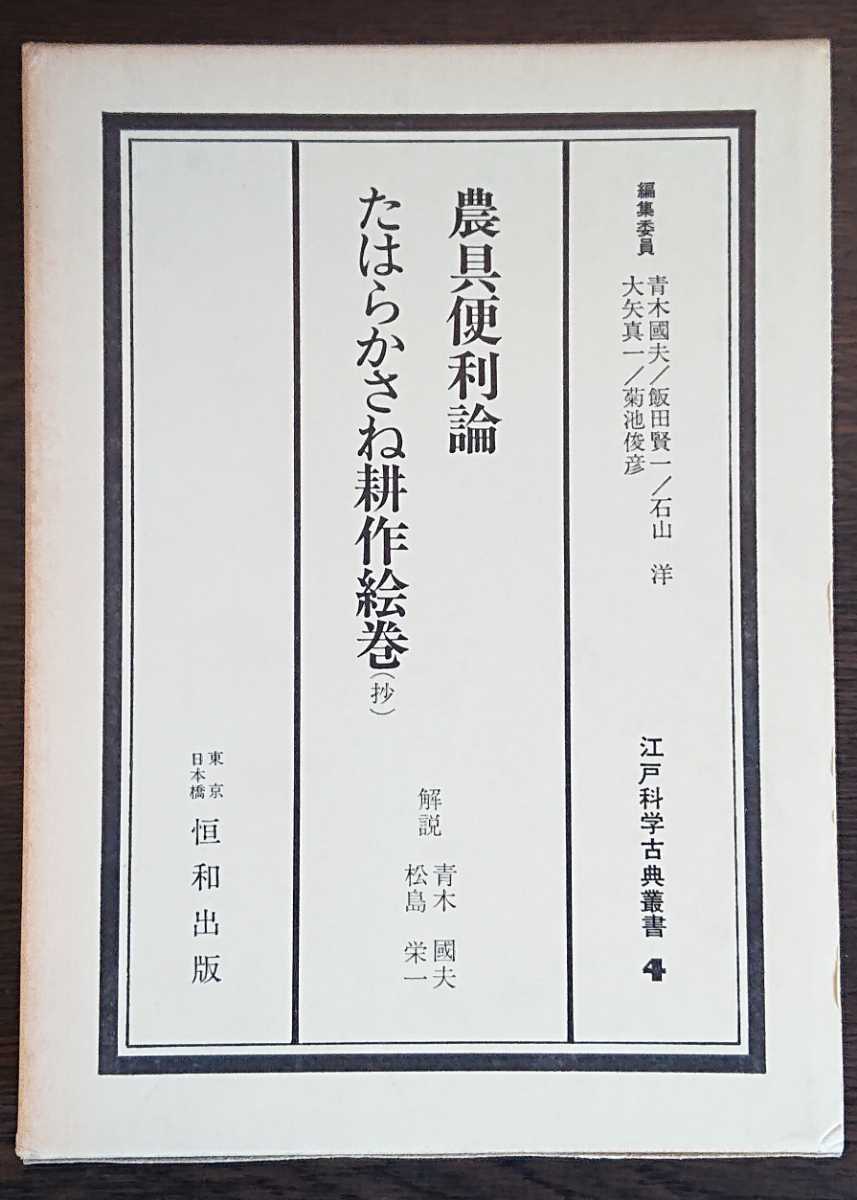 編集委員
青木國夫/飯田賢一/石山 洋
大矢真一/菊池俊彦
江戸科学古典叢書 4
農具便利論
たはらかさね耕作絵巻(抄)
解説
青木 國夫
松島 栄一
東京
日本橋
恒和出版